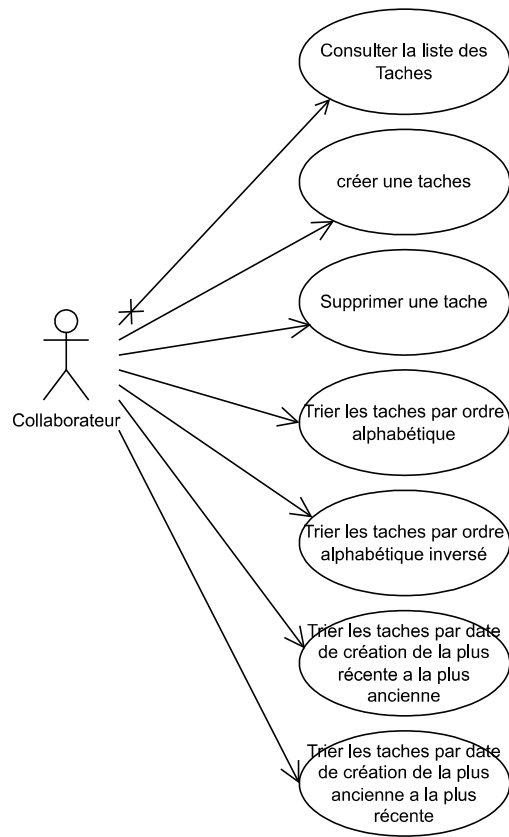 Consulter la liste des
Taches
créer une taches
Supprimer une tache
Collaborateur
Trier les taches par ordre
alphabétique
Trier les taches par ordre
alphabétique inversé
Trier les taches par date
de création de la plus
récente a la plus
ancienne
Trier les taches par date
de création de la plus
ancienne a la plus
récente